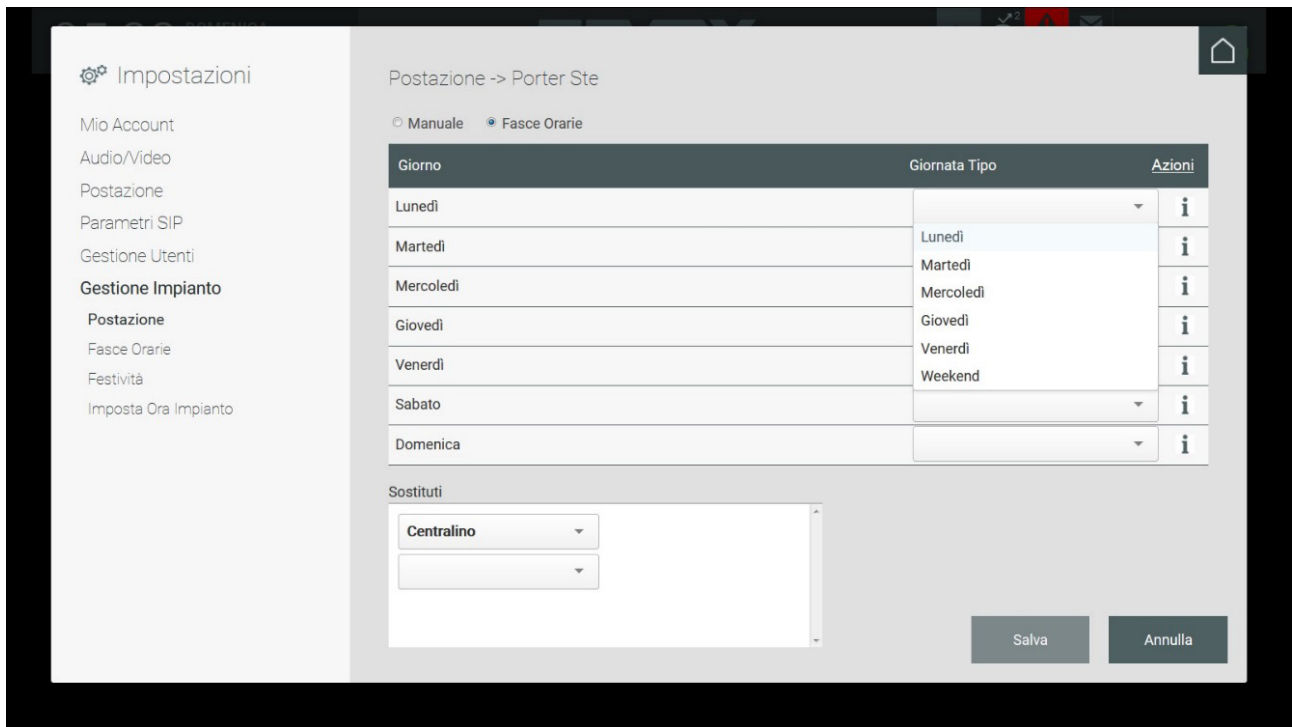 Impostazioni
Mio Account
Audio/Video
Postazione
Parametri SIP
Gestione Utenti
Gestione Impianto
Postazione
Fasce Orarie
Festività
Imposta Ora Impianto
Postazione -> Porter Ste
Manuale Fasce Orarie
Giorno Giornata Tipo Azioni
Lunedì
Martedì
Mercoledì
Giovedì
Venerdì
Sabato
Domenica
Lunedì
Martedì
Mercoledì
Giovedì
Venerdì
Weekend
Sostituti
Centralino
Salva Annulla